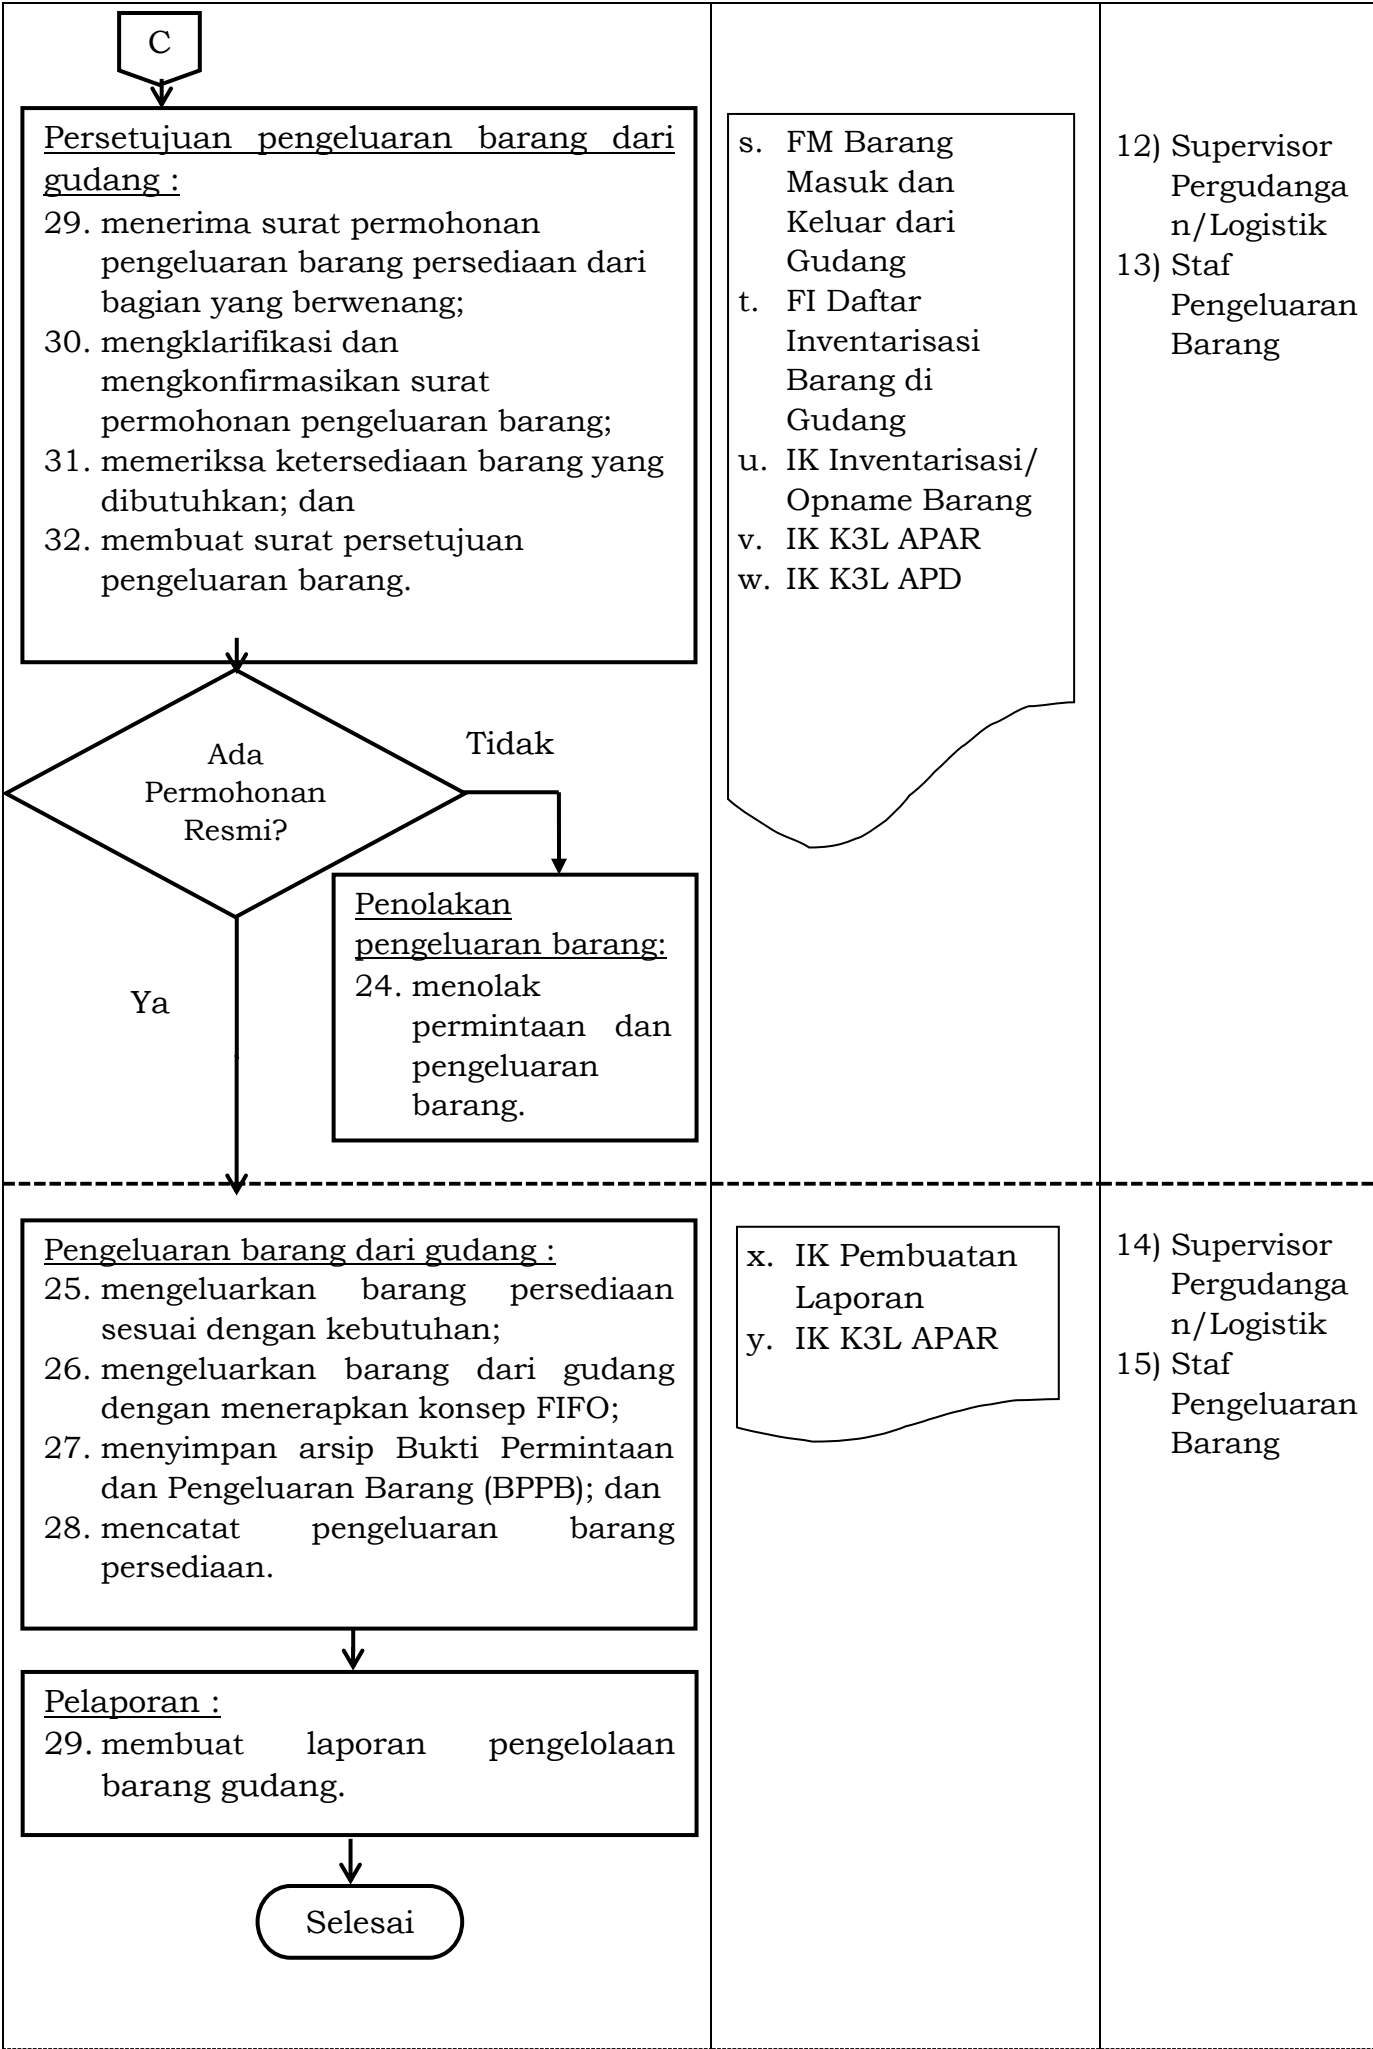 C
Persetujuan pengeluaran barang dari
gudang :
29. menerima surat permohonan
pengeluaran barang persediaan dari
bagian yang berwenang;
30. mengklarifikasi dan
mengkonfirmasikan surat
permohonan pengeluaran barang;
31. memeriksa ketersediaan barang yang
dibutuhkan; dan
32. membuat surat persetujuan
pengeluaran barang.
s. FM Barang
Masuk dan
Keluar dari
Gudang
t. FI Daftar
Inventarisasi
Barang di
Gudang
u. IK Inventarisasi/
Opname Barang
v. IK K3L APAR
w. IK K3L APD
12) Supervisor
Pergudanga
n/Logistik
13) Staf
Pengeluaran
Barang
Ada
Permohonan
Resmi?
Tidak
Penolakan
pengeluaran barang:
24. menolak
permintaan dan
pengeluaran
barang.
Ya
Pengeluaran barang dari gudang :
25. mengeluarkan barang persediaan
sesuai dengan kebutuhan;
26. mengeluarkan barang dari gudang
dengan menerapkan konsep FIFO;
27. menyimpan arsip Bukti Permintaan
dan Pengeluaran Barang (BPPB); dan
28. mencatat pengeluaran barang
persediaan.
x. IK Pembuatan
Laporan
y. IK K3L APAR
14) Supervisor
Pergudanga
n/Logistik
15) Staf
Pengeluaran
Barang
Pelaporan :
29. membuat laporan pengelolaan
barang gudang.
Selesai